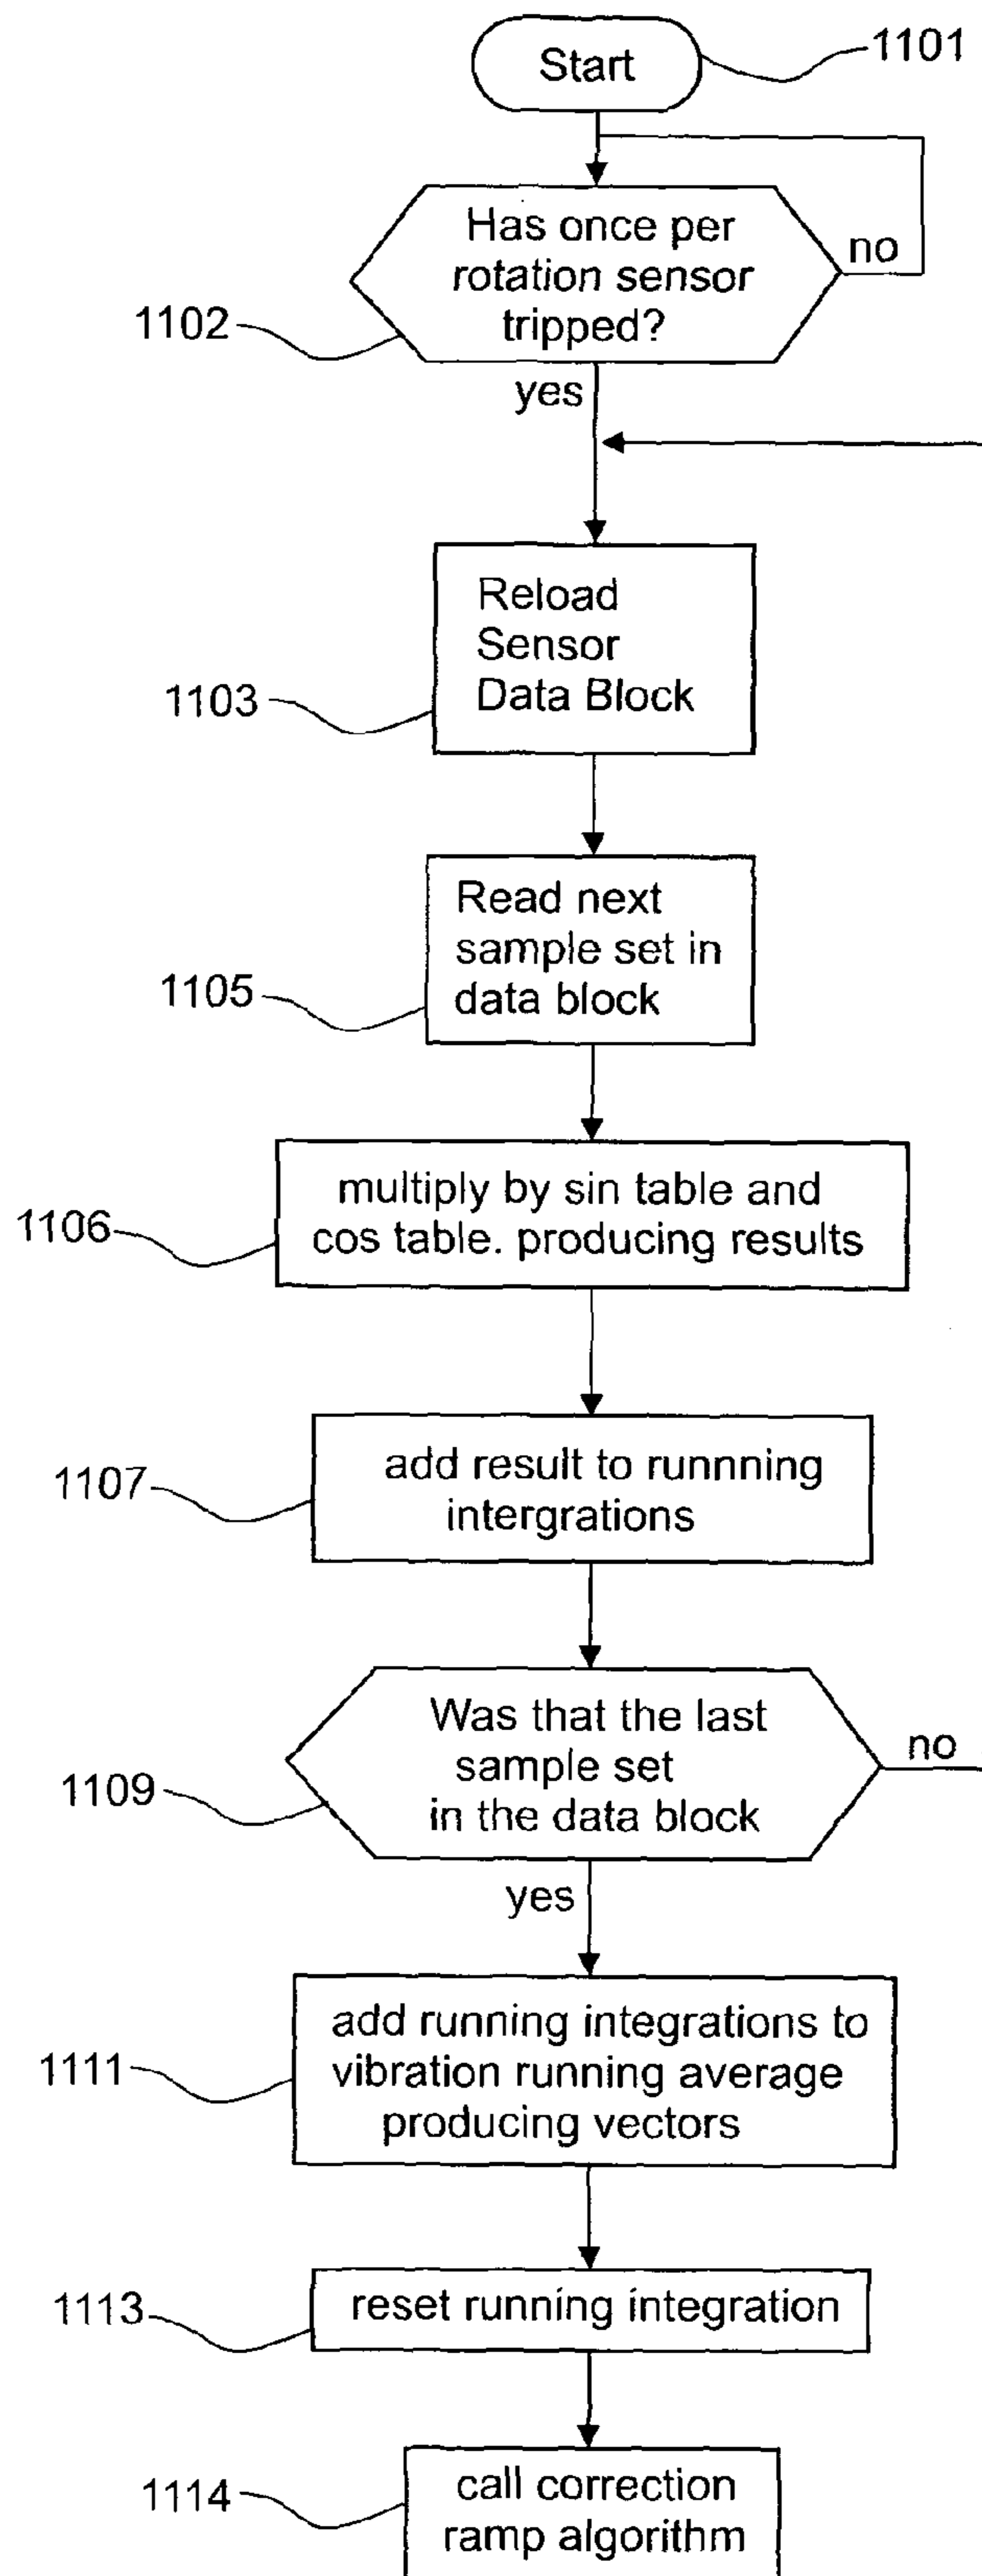 Start
1101
Has once per
rotation sensor
tripped?
no
1102
yes
Reload
Sensor
Data Block
1103
Read next
sample set in
data block
1105
multiply by sin table and
cos table. producing results
1106
add result to runnning
intergrations
1107
Was that the last
sample set
in the data block
no
1109
yes
add running integrations to
vibration running average
producing vectors
1111
reset running integration
1113
call correction
ramp algorithm
1114